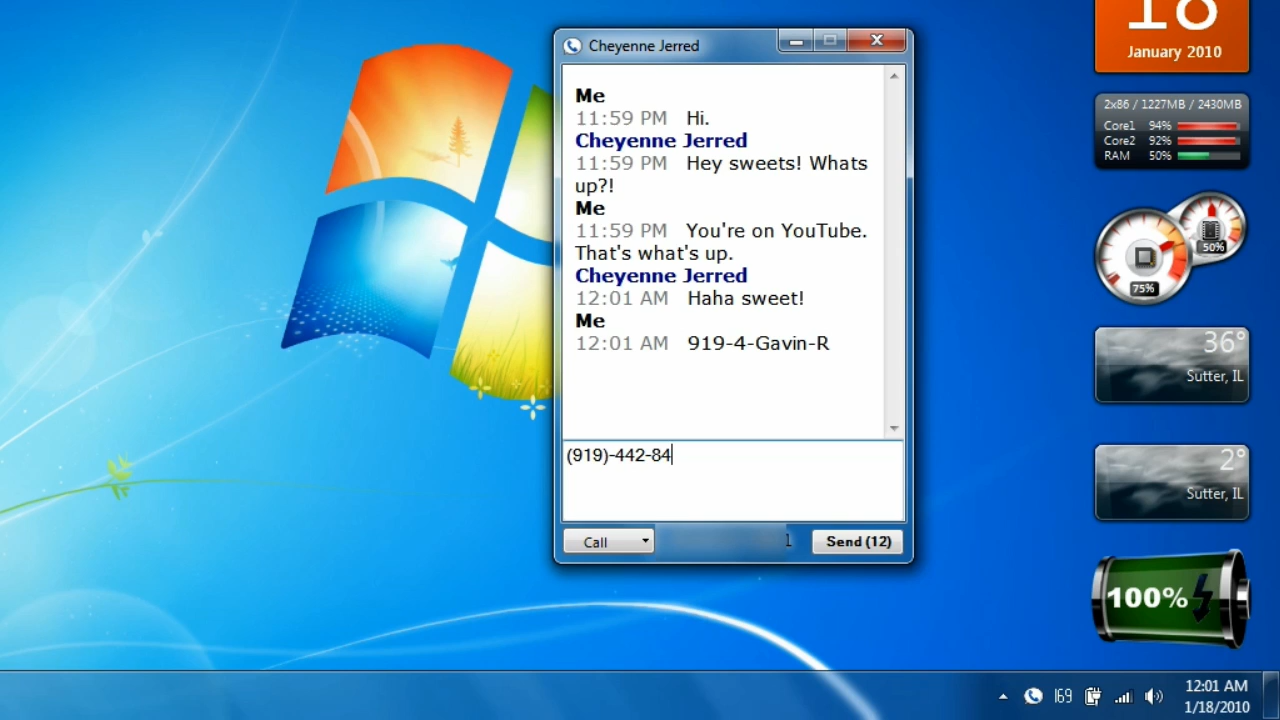 Cheyenne Jerred
Me
11:59 PM Hi.
Cheyenne Jerred
11:59 PM Hey sweets! Whats
up?!
Me
11:59 PM You're on YouTube.
That's what's up.
Cheyenne Jerred
12:01 AM Haha sweet!
Me
12:01 AM 919-4-Gavin-R
(919)-442-84
Call
1
Send (12)
18
January 2010
2x86 / 1227MB / 2430MB
Core1 94%
Core2 92%
RAM 50%
50%
75%
36°
Sutter, IL
2°
Sutter, IL
100%
169
12:01 AM
1/18/2010